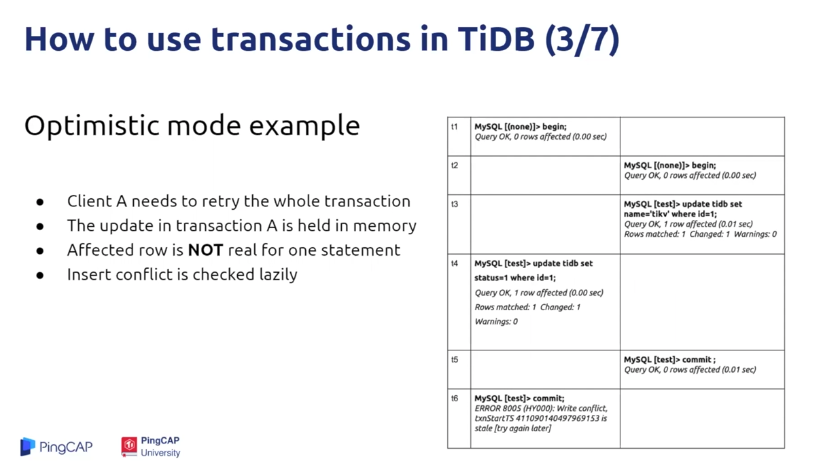 How to use transactions in TiDB (3/7)
Optimistic mode example
● Client A needs to retry the whole transaction
● The update in transaction A is held in memory
● Affected row is NOT real for one statement
● Insert conflict is checked lazily
t1
MySQL [(none)]> begin;
Query OK, 0 rows affected (0.00 sec)
t2
MySQL [(none)]> begin;
Query OK, 0 rows affected (0.00 sec)
t3
MySQL [test]> update tidb set
name='tikv' where id=1;
Query OK, 1 row affected (0.01 sec)
Rows matched: 1 Changed: 1 Warnings: 0
t4
MySQL [test]> update tidb set
status=1 where id=1;
Query OK, 1 row affected (0.00 sec)
Rows matched: 1 Changed: 1
Warnings: 0
t5
MySQL [test]> commit ;
Query OK, 0 rows affected (0.01 sec)
t6
MySQL [test]> commit;
ERROR 8005 (HY000): Write conflict,
txnStartTS 411090140497969153 is
stale [try again later]
PingCAP
PingCAP
University